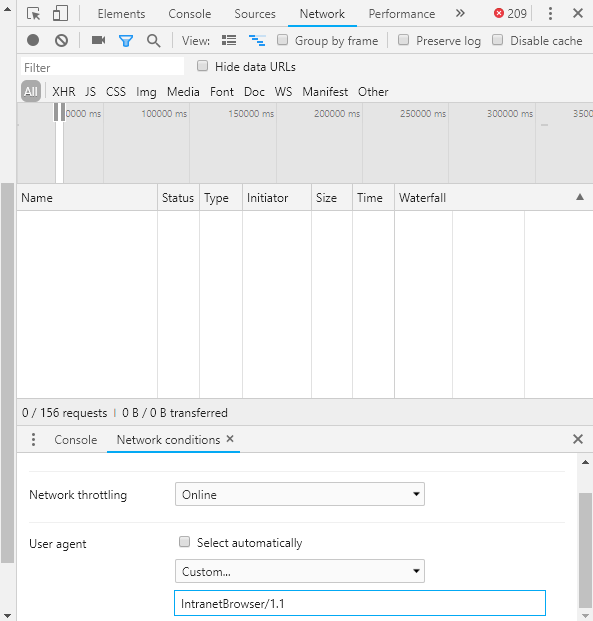 Elements Console Sources Network Performance » 209
View: Group by frame Preserve log Disable cache
Filter Hide data URLs
All XHR JS CSS Img Media Font Doc WS Manifest Other
100000 ms 150000 ms 200000 ms 250000 ms 300000 ms
Name Status Type Initiator Size Time Waterfall
0 / 156 requests I 0 B / 0 B transferred
Console Network conditions ×
Network throttling Online
User agent Select automatically
Custom...
IntranetBrowser/1.1